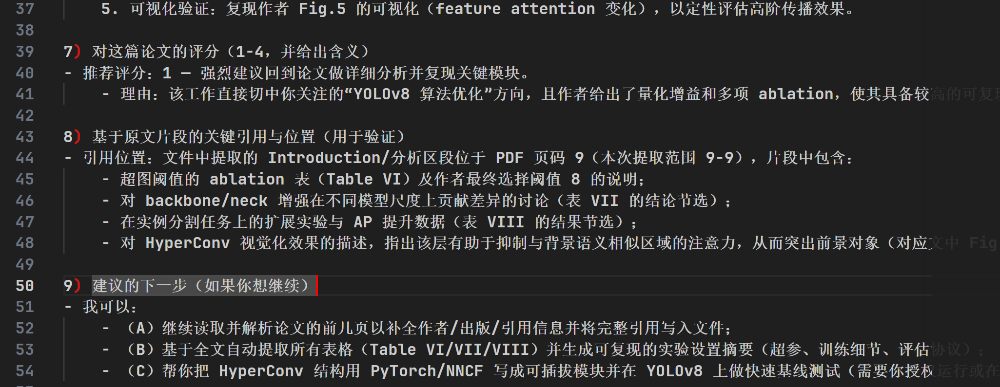 37 5. 可视化验证：复现作者 Fig.5 的可视化（feature attention 变化），以定性评估高阶传播效果。
38
39 7) 对这篇论文的评分（1-4，并给出含义）
40 - 推荐评分：1 — 强烈建议回到论文做详细分析并复现关键模块。
41 - 理由：该工作直接切中你关注的“YOLOv8 算法优化”方向，且作者给出了量化增益和多项 ablation，使其具备较高的可复现
42
43 8) 基于原文片段的关键引用与位置（用于验证）
44 - 引用位置：文件中提取的 Introduction/分析区段位于 PDF 页码 9（本次提取范围 9-9），片段中包含：
45 - 超图阈值的 ablation 表（Table VI）及作者最终选择阈值 8 的说明；
46 - 对 backbone/neck 增强在不同模型尺度上贡献差异的讨论（表 VII 的结论节选）；
47 - 在实例分割任务上的扩展实验与 AP 提升数据（表 VIII 的结果节选）；
48 - 对 HyperConv 视觉化效果的描述，指出该层有助于抑制与背景语义相似区域的注意力，从而突出前景对象（对应文中 Fig
49
50 9) 建议的下一步（如果你想继续）
51 - 我可以：
52 - （A）继续读取并解析论文的前几页以补全作者/出版/引用信息并将完整引用写入文件；
53 - （B）基于全文自动提取所有表格（Table VI/VII/VIII）并生成可复现的实验设置摘要（超参、训练细节、评估协议）；
54 - （C）帮你把 HyperConv 结构用 PyTorch/NNCF 写成可插拔模块并在 YOLOv8 上做快速基线测试（需要你授权运行或在